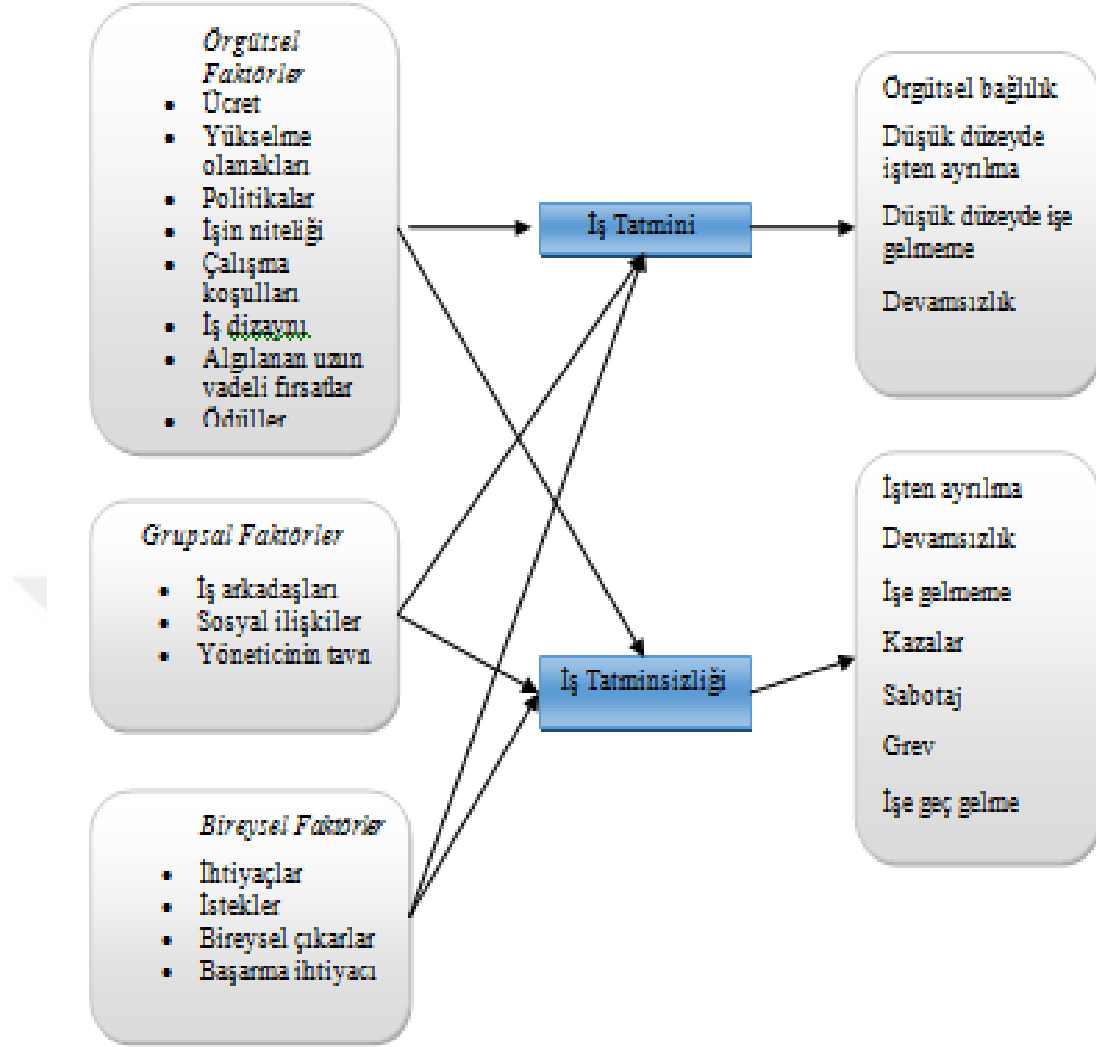 Örgütsel
Faktörler
• Ücret
• Yükselme
olanakları
• Politikalar
• İşin niteliği
• Çalışma
koşulları
• İş dizaynı
• Algılanan uzun
vadeli fırsatlar
• Ödüller
Grupsal Faktörler
• İş arkadaşları
• Sosyal ilişkiler
• Yöneticinin tavrı
Bireysel Faktörler
• İhtiyaçlar
• İstekler
• Bireysel çıkarlar
• Başarma ihtiyacı
İş Tatmini
İş Tatminsizliği
Örgütsel bağlılık
Düşük düzeyde
işten ayrılma
Düşük düzeyde işe
gelmeme
Devamsızlık
İşten ayrılma
Devamsızlık
İşe gelmeme
Kazalar
Sabotaj
Grev
İşe geç gelme